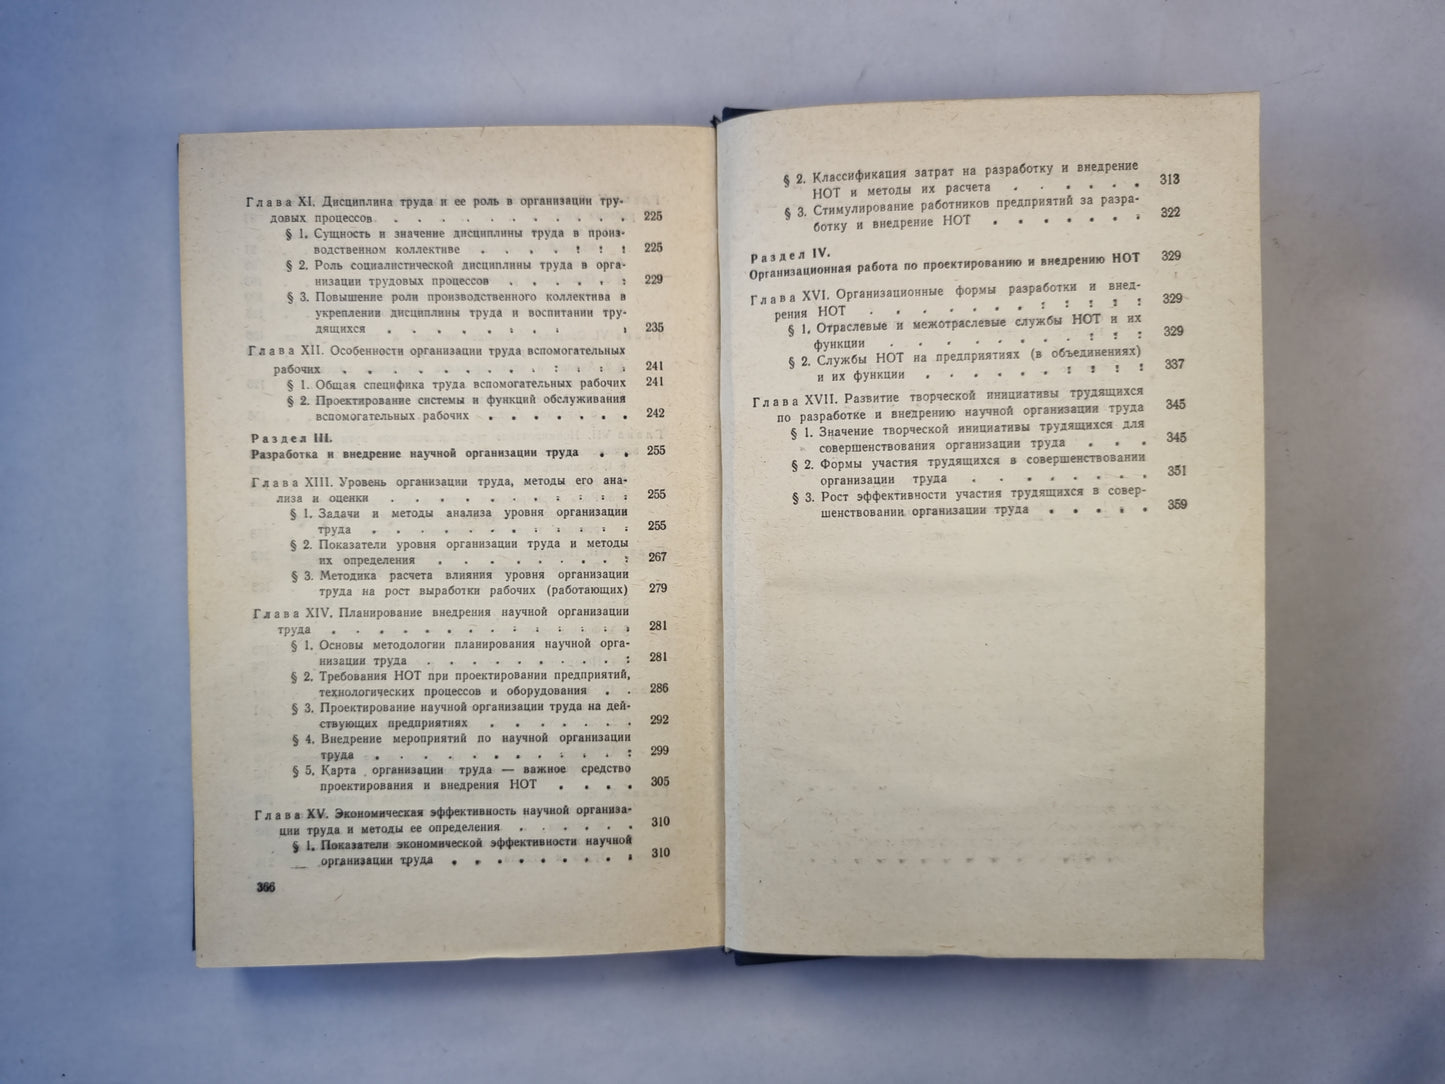 Глава XI. Дисциплина труда и ее роль в организации тру-
довых процессов . . . . . . . . . . . 225
§ 1. Сущность и значение дисциплины труда в произ-
водственном коллективе . . . . . . . 225
§ 2. Роль социалистической дисциплины труда в орга-
низации трудовых процессов . . . . . . 229
§ 3. Повышение роли производственного коллектива в
укреплении дисциплины труда и воспитании тру-
дящихся . . . . . . . . . . 235
Глава XII. Особенности организации труда вспомогательных
рабочих . . . . . . . . . . . . 241
§ 1. Общая специфика труда вспомогательных рабочих 241
§ 2. Проектирование системы и функций обслуживания
вспомогательных рабочих . . . . . . . 242
Раздел III.
Разработка и внедрение научной организации труда . . 255
Глава XIII. Уровень организации труда, методы его ана-
лиза и оценки . . . . . . . . . . . 255
§ 1. Задачи и методы анализа уровня организации
труда . . . . . . . . . . . . 255
§ 2. Показатели уровня организации труда и методы
их определения . . . . . . . . . 267
§ 3. Методика расчета влияния уровня организации
труда на рост выработки рабочих (работающих) 279
Глава XIV. Планирование внедрения научной организации
труда . . . . . . . . . . . . . 281
§ 1. Основы методологии планирования научной орга-
низации труда . . . . . . . . . 281
§ 2. Требования НОТ при проектировании предприятий,
технологических процессов и оборудования . . 286
§ 3. Проектирование научной организации труда на дей-
ствующих предприятиях . . . . . . 292
§ 4. Внедрение мероприятий по научной организации
труда . . . . . . . . . . . 299
§ 5. Карта организации труда — важное средство
проектирования и внедрения НОТ . . . . 305
Глава XV. Экономическая эффективность научной организа-
ции труда и методы ее определения . . . . . . 310
§ 1. Показатели экономической эффективности научной
организации труда . . . . . . . . 310
366
§ 2. Классификация затрат на разработку и внедрение
НОТ и методы их расчета . . . . . . 313
§ 3. Стимулирование работников предприятий за разра-
ботку и внедрение НОТ . . . . . . . 322
Раздел IV.
Организационная работа по проектированию и внедрению НОТ 329
Глава XVI. Организационные формы разработки и внед-
рения НОТ . . . . . . . . . . . 329
§ 1. Отраслевые и межотраслевые службы НОТ и их
функции . . . . . . . . . . . 329
§ 2. Службы НОТ на предприятиях (в объединениях)
и их функции . . . . . . . . . 337
Глава XVII. Развитие творческой инициативы трудящихся
по разработке и внедрению научной организации труда 345
§ 1. Значение творческой инициативы трудящихся для
совершенствования организации труда . . . 345
§ 2. Формы участия трудящихся в совершенствовании
организации труда . . . . . . . . 351
§ 3. Рост эффективности участия трудящихся в совер-
шенствовании организации труда . . . . . 359